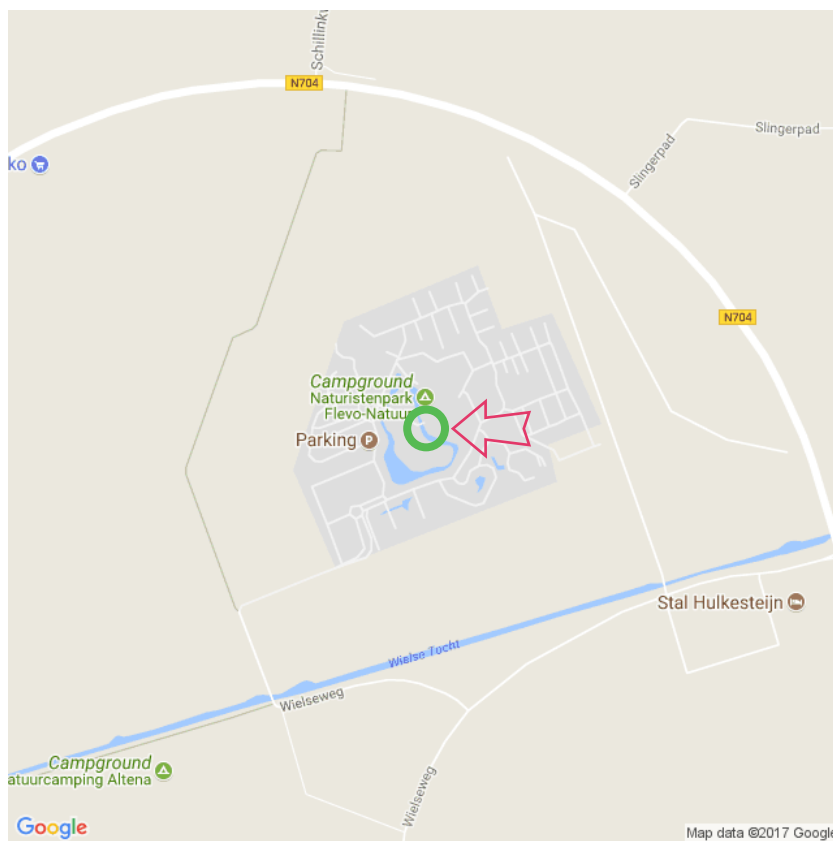 Schillinkw
N704
Slingerpad
Slingerpad
ko
N704
Campground
Naturistenpark
Flevo-Natuur
Parking P
Stal Hulkesteijn
Wielse Tocht
Wielseweg
Campground
atuurcamping Altena
Wielseweg
Google
Map data ©2017 Google